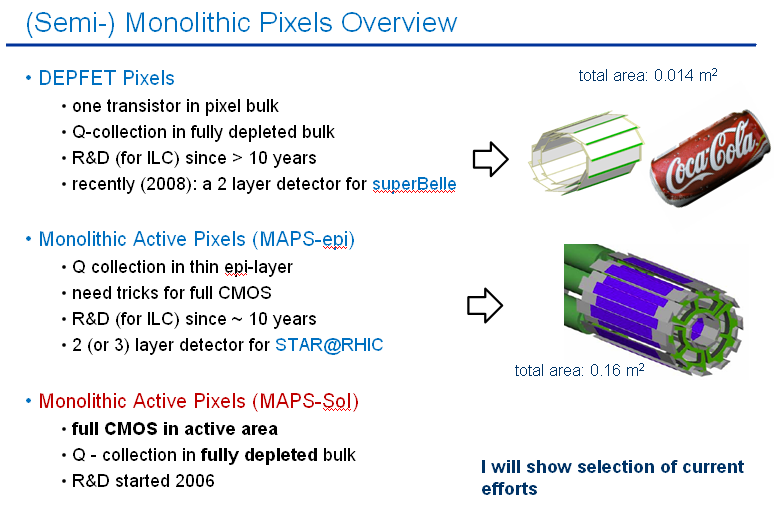 (Semi-) Monolithic Pixels Overview
• DEPFET Pixels
• one transistor in pixel bulk
• Q-collection in fully depleted bulk
• R&D (for ILC) since > 10 years
• recently (2008): a 2 layer detector for superBelle
total area: 0.014 m²
Coca-Cola
• Monolithic Active Pixels (MAPS-epi)
• Q collection in thin epi-layer
• need tricks for full CMOS
• R&D (for ILC) since ~ 10 years
• 2 (or 3) layer detector for STAR@RHIC
total area: 0.16 m²
• Monolithic Active Pixels (MAPS-SoI)
• full CMOS in active area
• Q - collection in fully depleted bulk
• R&D started 2006
I will show selection of current
efforts